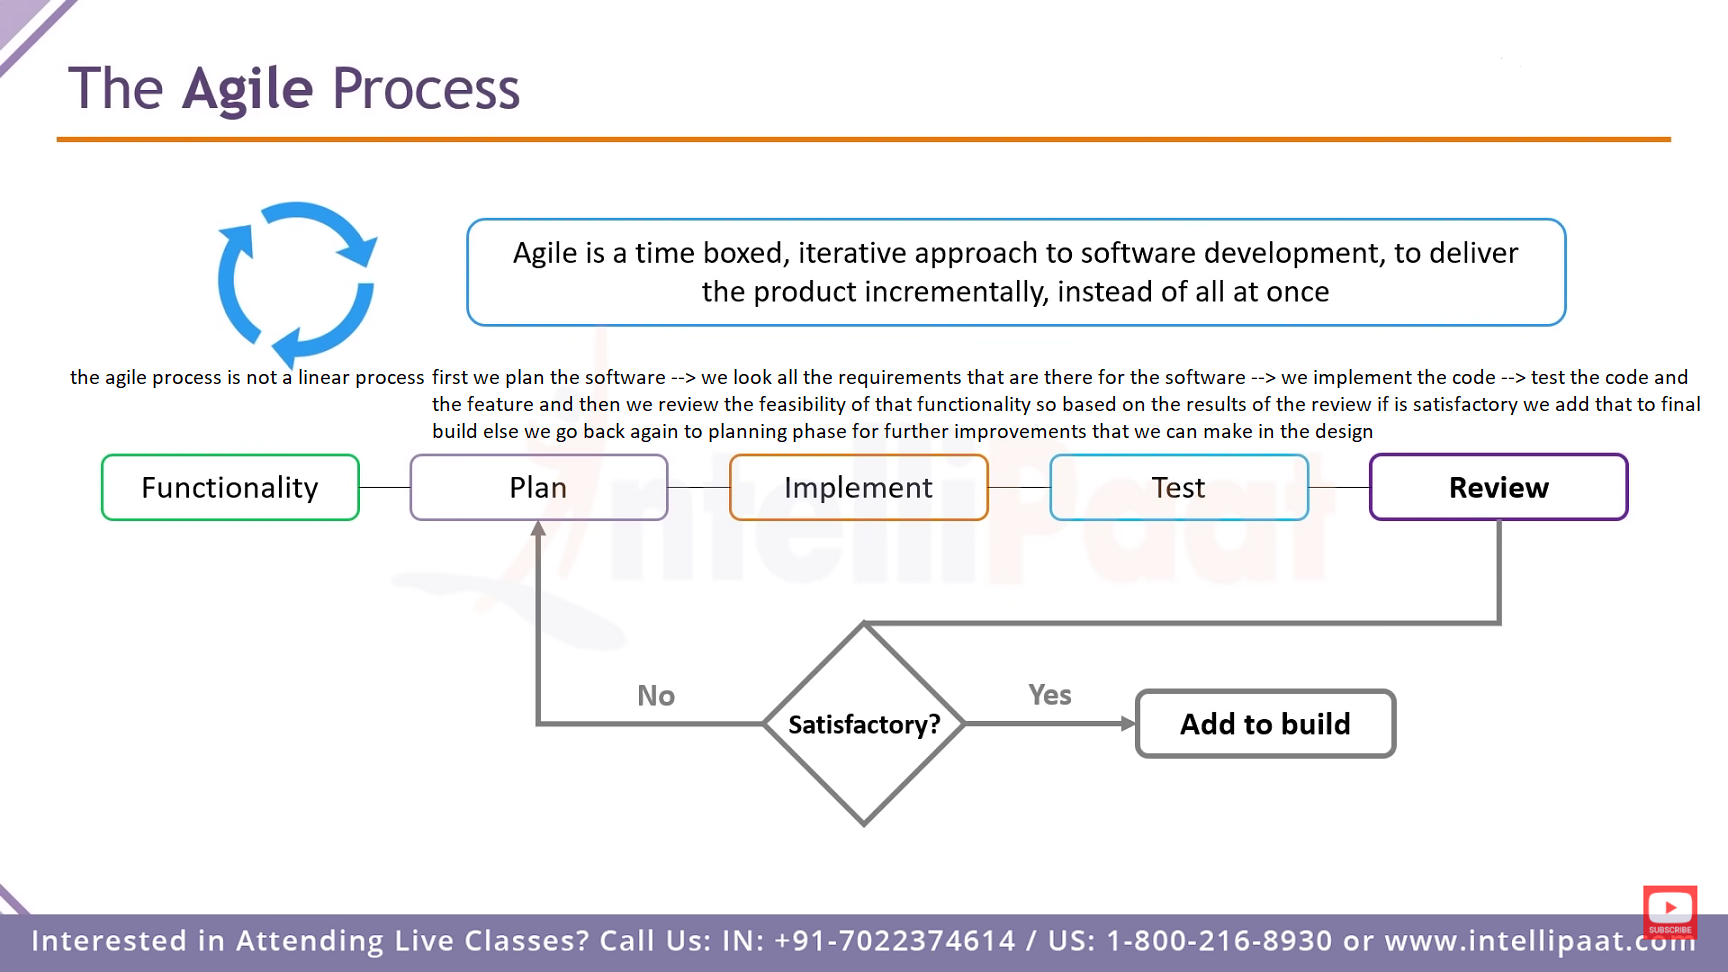 The Agile Process
Agile is a time boxed, iterative approach to software development, to deliver
the product incrementally, instead of all at once
the agile process is not a linear process
first we plan the software --> we look all the requirements that are there for the software --> we implement the code --> test the code and
the feature and then we review the feasibility of that functionality so based on the results of the review if is satisfactory we add that to final
build else we go back again to planning phase for further improvements that we can make in the design
Functionality
Plan
Implement
Test
Review
IntelliPaat
No
Satisfactory?
Yes
Add to build
SUBSCRIBE
Interested in Attending Live Classes? Call Us: IN: +91-7022374614 / US: 1-800-216-8930 or www.intellipaat.com